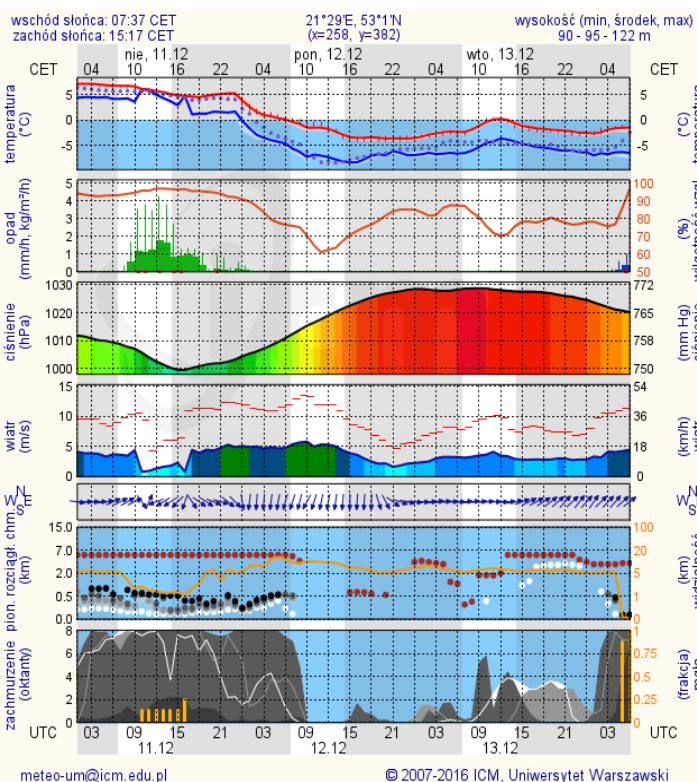 wschód słońca: 07:37 CET 21°29'E, 53°1'N wysokość (min, środek, max)
zachód słońca: 15:17 CET (x=258, y=382) 90 - 95 - 122 m
nie, 11.12 pon, 12.12 wto, 13.12
CET 04 10 16 22 04 10 16 22 04 10 16 22 04 CET
temperatura
(°C)
5
0
-5
5
0
-5
(°C)
opad
(mm/h, kg/m²/h)
5
4
3
2
1
0
100
90
80
70
60
50
(%)
ciśnienie
(hPa)
1030
1020
1010
1000
772
765
758
750
(mm Hg)
wiatr
(m/s)
15
10
5
0
54
36
18
0
(km/h)
N
W E
S
N
W
S
pion. rozciągł. chm.
(km)
15.0
7.0
2.0
0.5
0.0
100
20
5
1
0
(km)
zachmurzenie
(oktanty)
8
6
4
2
0
1
0.75
0.5
0.25
0
(frakcja)
UTC 03 09 15 21 03 09 15 21 03 09 15 21 03 UTC
11.12 12.12 13.12
meteo-um@icm.edu.pl © 2007-2016 ICM, Uniwersytet Warszawski